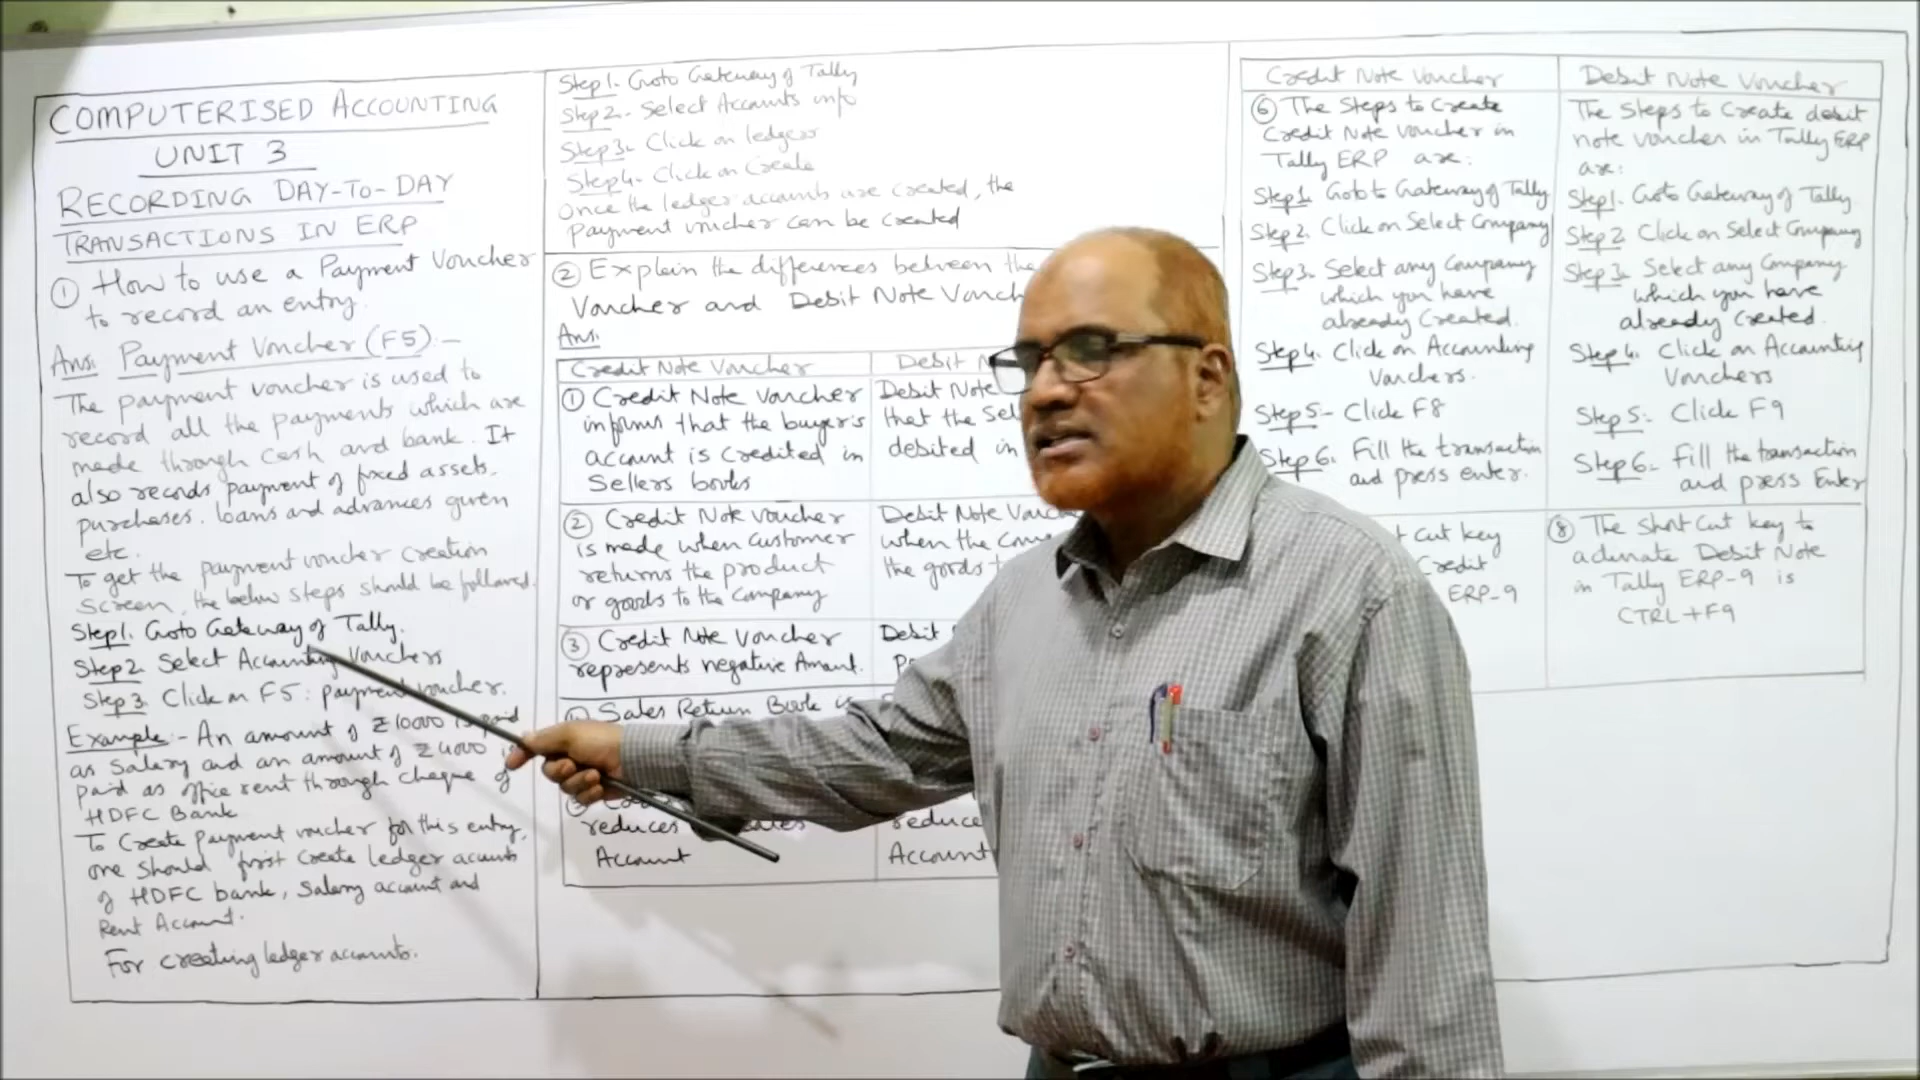 COMPUTERISED ACCOUNTING
UNIT 3
RECORDING DAY-TO-DAY
TRANSACTIONS IN ERP
① How to use a Payment Voucher
to record an entry.
Ans: Payment Voucher (F5):-
The payment voucher is used to
record all the payments which are
made through cash and bank. It
also records payment of fixed assets.
purchases. loans and advances given
etc.
To get the payment voucher creation
screen, the below steps should be followed.
Step1. Goto Gateway of Tally.
Step2. Select Accounting Vouchers
Step 3. Click on F5: payment voucher.
Example:- An amount of ₹ 10000 is paid
as salary and an amount of ₹ 4000 is
paid as office rent through cheque of
HDFC Bank
To create payment voucher for this entry,
one should first create ledger accounts
of HDFC bank, Salary account and
Rent Account.
For creating ledger accounts.
Step1. Goto Gateway of Tally
Step2. Select Accounts info
Step3. Click on ledgers
Step4. Click on Create
Once the ledger accounts are created, the
payment voucher can be created
② Explain the differences between the
Voucher and Debit Note Vouch
Ans:
Credit Note Voucher
① Credit Note Voucher
informs that the buyer's
account is credited in
Sellers books
② Credit Note Voucher
is made when customer
returns the product
or goods to the company
③ Credit Note Voucher
represents negative Amount.
Sales Return Book is
reduces
Account
Debit N
Debit Note
that the Sel
debited in
Debit Note Vouc
when the com
the goods t
Debit
reduce
Account
Credit Note Voucher
⑥ The Steps to Create
Credit Note Voucher in
Tally ERP are:
Step1. Goto to Gateway of Tally
Step2. Click on Select Company
Step3. Select any Company
which you have
already created.
Step4. Click on Accounting
Vouchers.
Step5:- Click F8
Step6. Fill the transaction
and press enter.
t cut key
Credit
ERP-9
Debit Note Voucher
The Steps to Create debit
note voucher in Tally ERP
are:
Step1. Goto Gateway of Tally
Step2 Click on Select Company
Step3. Select any Company
which you have
already created.
Step4. Click on Accounting
Vouchers
Step5:- Click F9
Step6- Fill the transaction
and press Enter
⑧ The Short cut key to
activate Debit Note
in Tally ERP-9 is
CTRL+F9